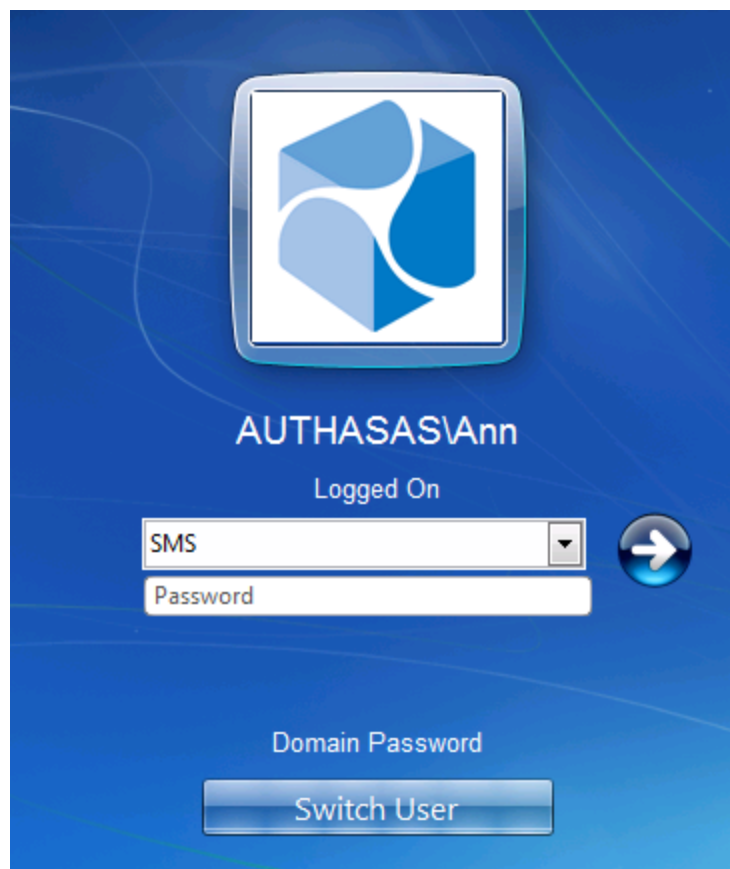 AUTHASAS\Ann
Logged On
SMS
Password
Domain Password
Switch User